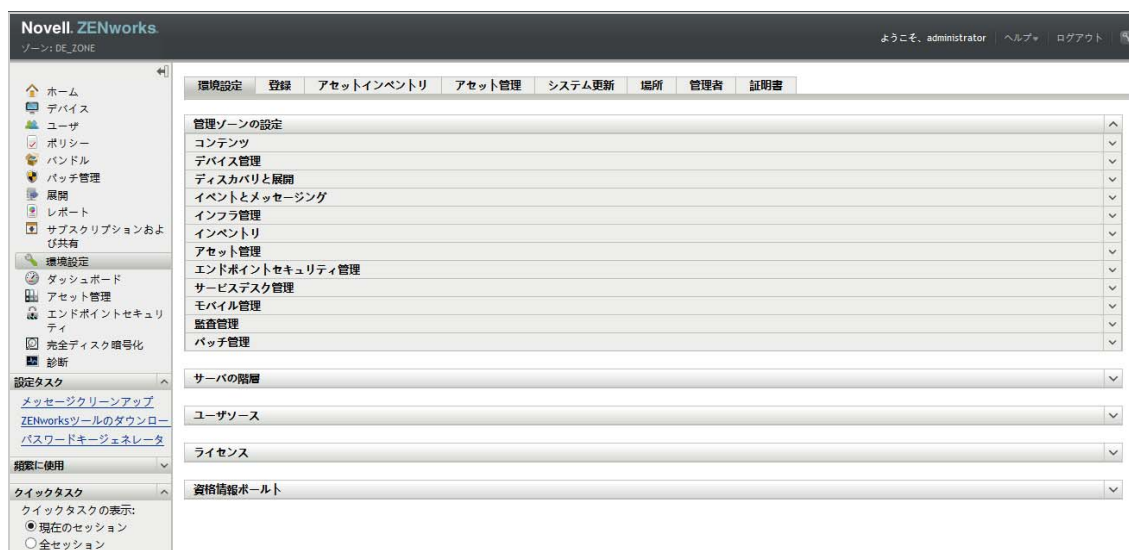 Novell. ZENworks.
ゾーン: DE_ZONE
ようこそ、administrator
ヘルプ
ログアウト
ホーム
デバイス
ユーザ
ポリシー
バンドル
パッチ管理
展開
レポート
サブスクリプションおよ
び共有
環境設定
ダッシュボード
アセット管理
エンドポイントセキュリ
ティ
完全ディスク暗号化
診断
設定タスク
メッセージクリーンアップ
ZENworksツールのダウンロー
パスワードキージェネレータ
頻繁に使用
クイックタスク
クイックタスクの表示:
現在のセッション
全セッション
環境設定 登録 アセットインベントリ アセット管理 システム更新 場所 管理者 証明書
管理ゾーンの設定
コンテンツ
デバイス管理
ディスカバリと展開
イベントとメッセージング
インフラ管理
インベントリ
アセット管理
エンドポイントセキュリティ管理
サービスデスク管理
モバイル管理
監査管理
パッチ管理
サーバの階層
ユーザソース
ライセンス
資格情報ボールト